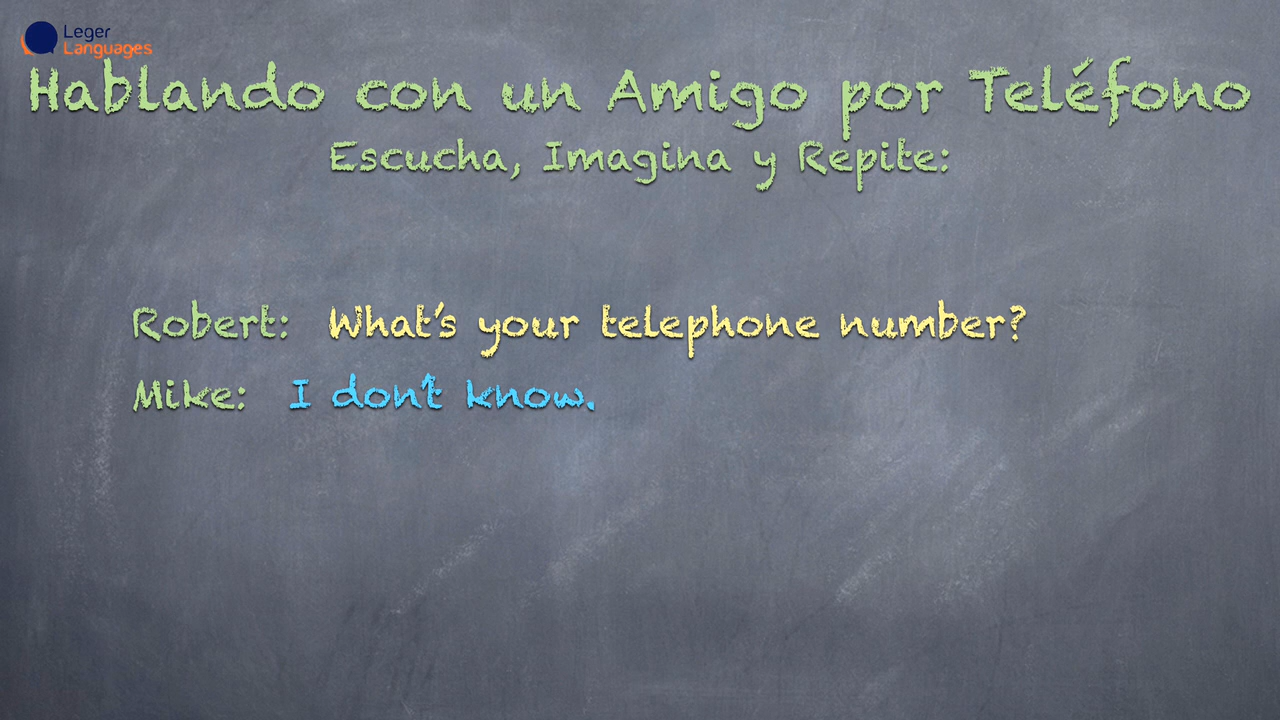 Leger
Languages
Hablando con un Amigo por Teléfono
Escucha, Imagina y Repite:
Robert: What's your telephone number?
Mike: I don't know.